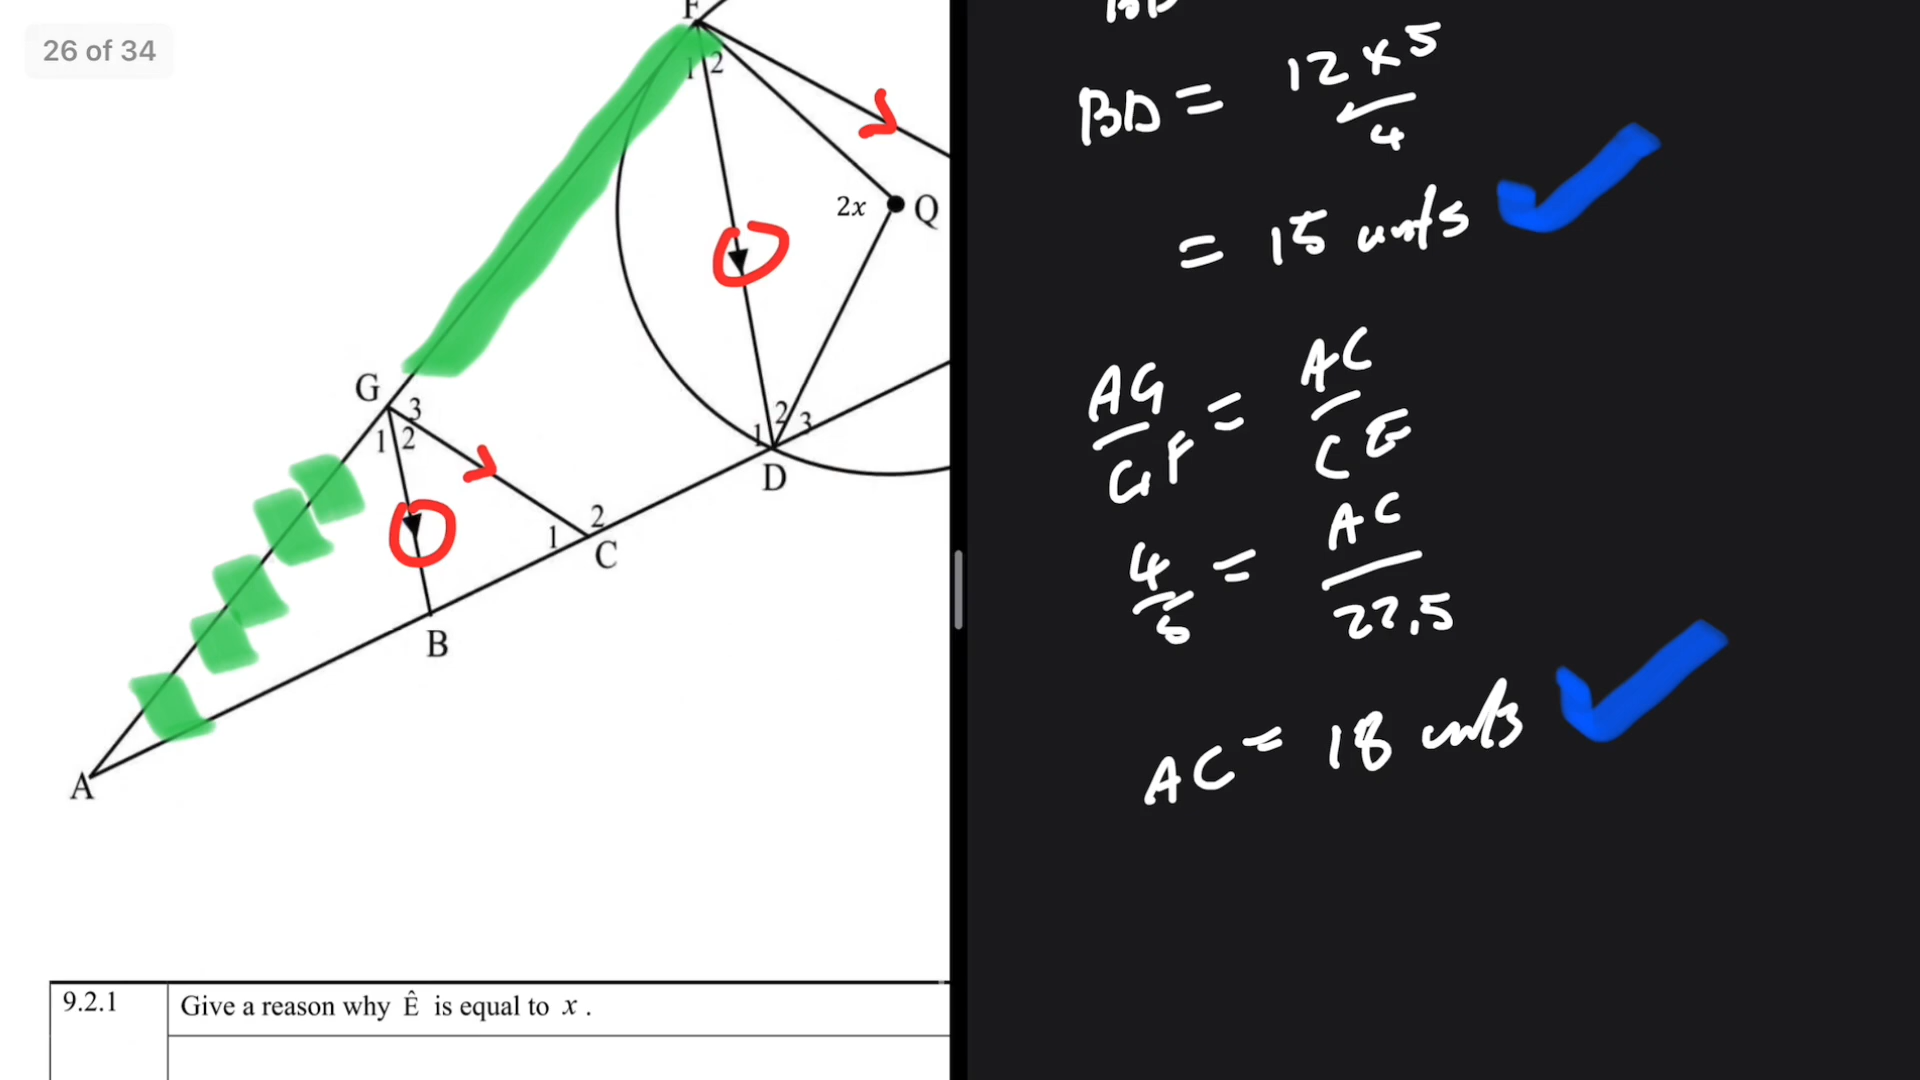 26 of 34
F
1 2
2x Q
G
3
1 2
2 3
1
D
2
1
C
B
A
9.2.1 Give a reason why Ê is equal to x .
BD = 12 x 5
4
= 15 units
AG = AC
GF CE
4 = AC
5 22,5
AC = 18 units